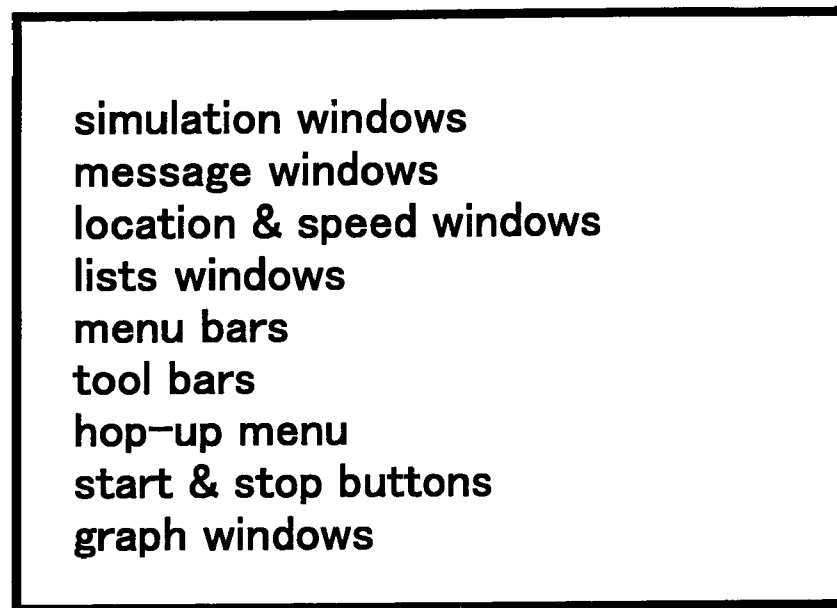 simulation windows
message windows
location & speed windows
lists windows
menu bars
tool bars
hop-up menu
start & stop buttons
graph windows